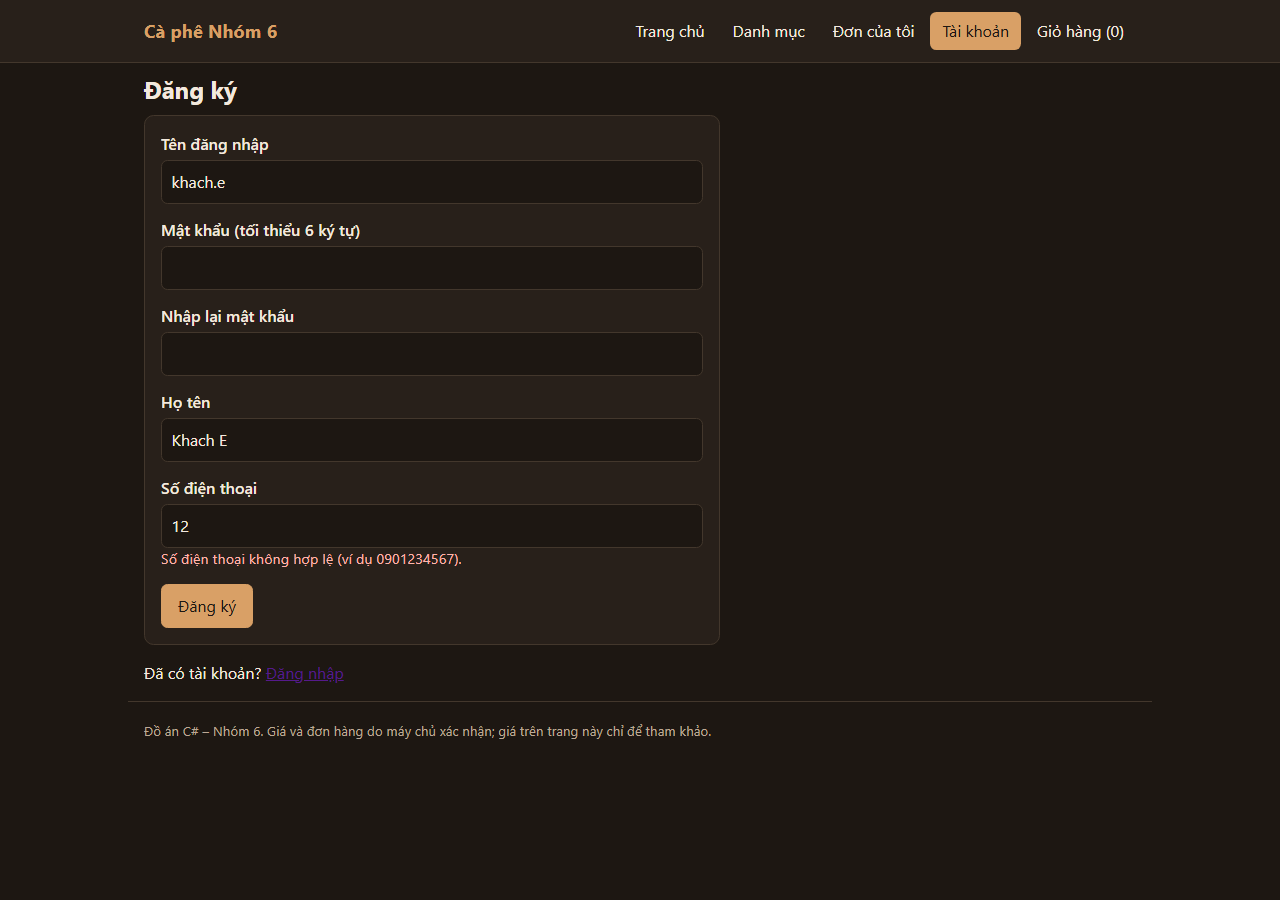 Cà phê Nhóm 6
Trang chủ Danh mục Đơn của tôi Tài khoản Giỏ hàng (0)
Đăng ký
Tên đăng nhập
khach.e
Mật khẩu (tối thiểu 6 ký tự)
Nhập lại mật khẩu
Họ tên
Khach E
Số điện thoại
12
Số điện thoại không hợp lệ (ví dụ 0901234567).
Đăng ký
Đã có tài khoản? Đăng nhập
Đồ án C# – Nhóm 6. Giá và đơn hàng do máy chủ xác nhận; giá trên trang này chỉ để tham khảo.